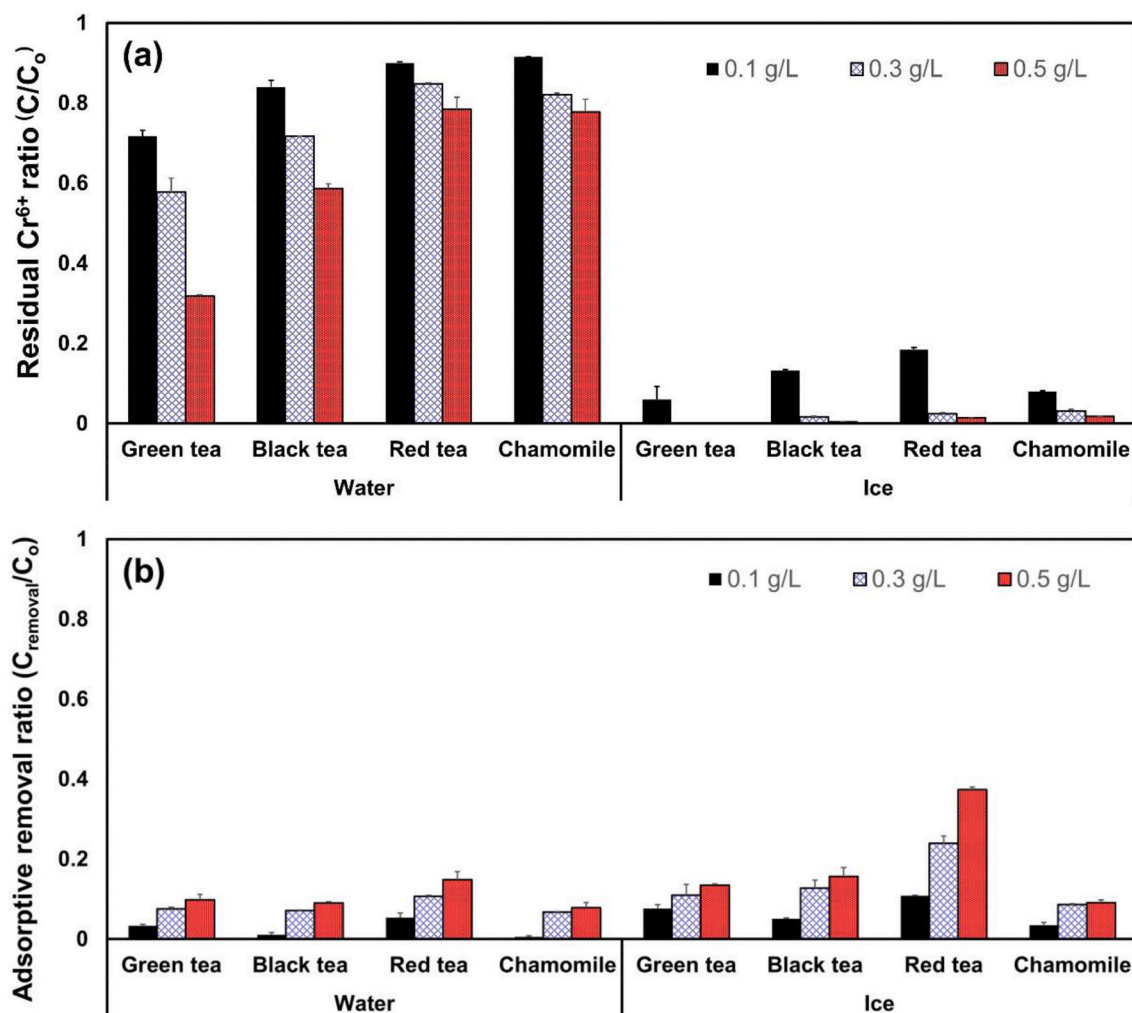 (a)
0.1 g/L 0.3 g/L 0.5 g/L
Residual Cr⁶⁺ ratio (C/Cₒ)
1
0.8
0.6
0.4
0.2
0
Green tea Black tea Red tea Chamomile Green tea Black tea Red tea Chamomile
Water Ice
(b)
0.1 g/L 0.3 g/L 0.5 g/L
Adsorptive removal ratio (C_removal/Cₒ)
1
0.8
0.6
0.4
0.2
0
Green tea Black tea Red tea Chamomile Green tea Black tea Red tea Chamomile
Water Ice